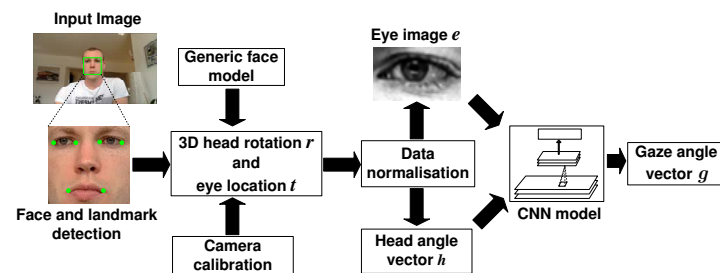 Input Image
Generic face
model
Eye image e
3D head rotation r
and
eye location t
Data
normalisation
Gaze angle
vector g
CNN model
Face and landmark
detection
Camera
calibration
Head angle
vector h